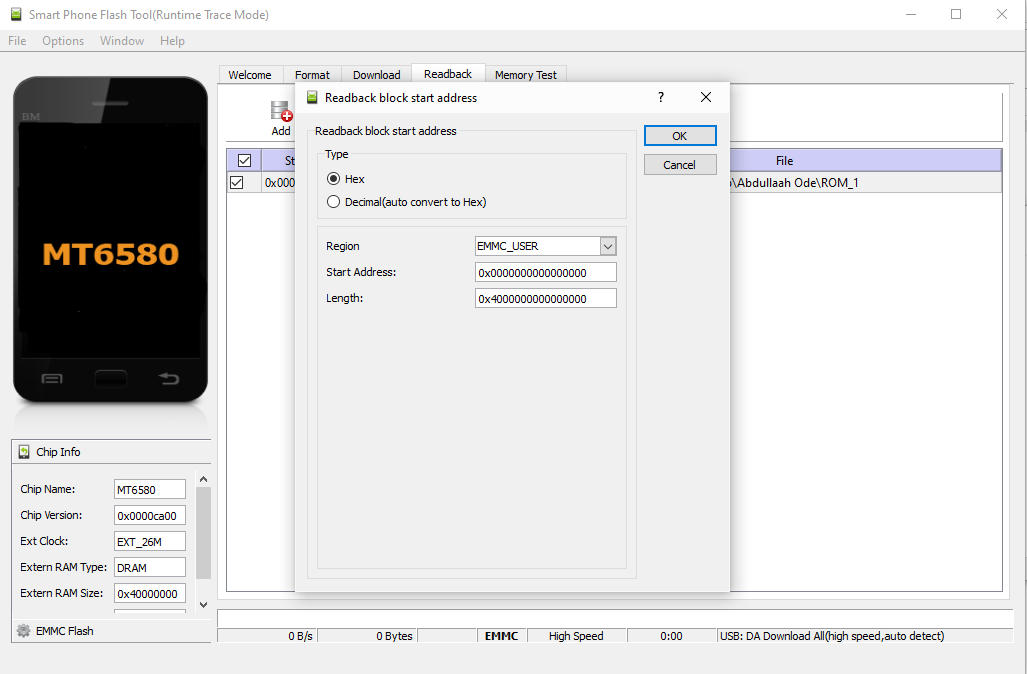 Smart Phone Flash Tool(Runtime Trace Mode)
File Options Window Help
Welcome Format Download Readback Memory Test
BM
MT6580
Add
Readback block start address
?
Readback block start address
Type
Hex
Decimal(auto convert to Hex)
OK
Cancel
Region EMMC_USER
Start Address: 0x0000000000000000
Length: 0x4000000000000000
St File
0x000 \Abdullaah Ode\ROM_1
Chip Info
Chip Name: MT6580
Chip Version: 0x0000ca00
Ext Clock: EXT_26M
Extern RAM Type: DRAM
Extern RAM Size: 0x40000000
EMMC Flash
0 B/s 0 Bytes EMMC High Speed 0:00 USB: DA Download All(high speed,auto detect)